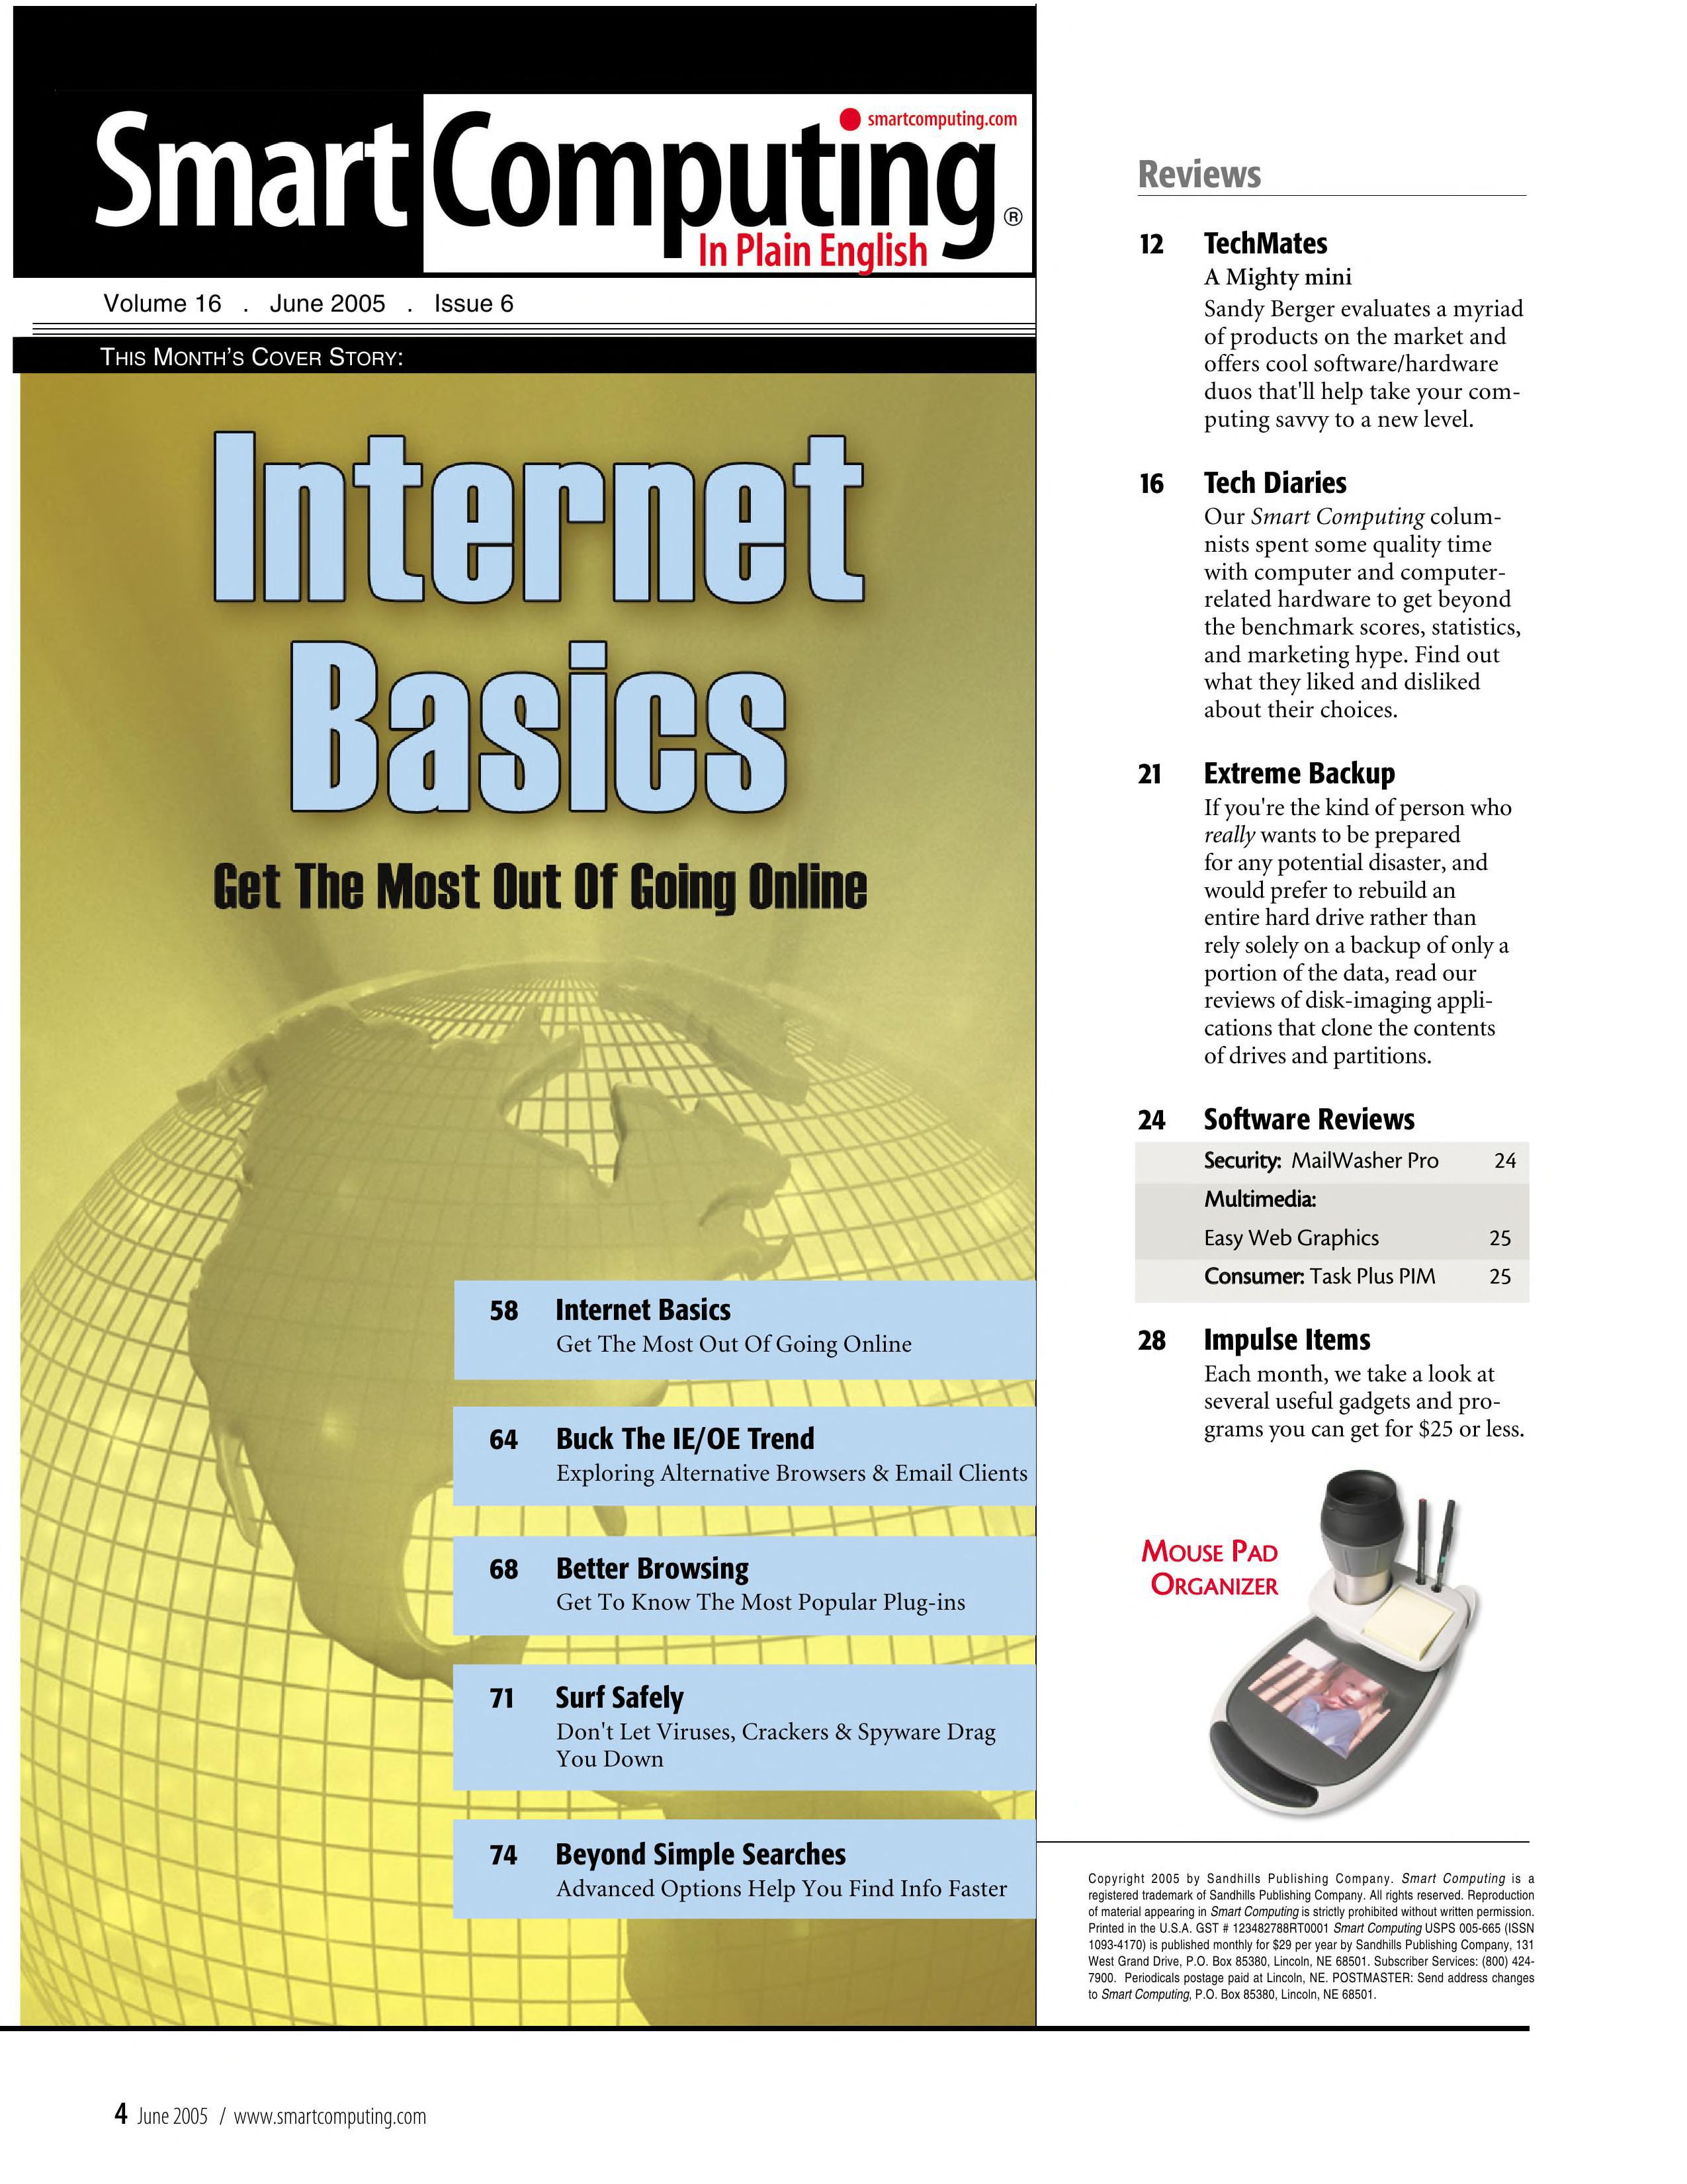 smartcomputing.com
SmartComputing®
In Plain English
Volume 16 . June 2005 . Issue 6
THIS MONTH'S COVER STORY:
Internet
Basics
Get The Most Out Of Going Online
58 Internet Basics
Get The Most Out Of Going Online
64 Buck The IE/OE Trend
Exploring Alternative Browsers & Email Clients
68 Better Browsing
Get To Know The Most Popular Plug-ins
71 Surf Safely
Don't Let Viruses, Crackers & Spyware Drag
You Down
74 Beyond Simple Searches
Advanced Options Help You Find Info Faster
Reviews
12 TechMates
A Mighty mini
Sandy Berger evaluates a myriad
of products on the market and
offers cool software/hardware
duos that'll help take your com-
puting savvy to a new level.
16 Tech Diaries
Our Smart Computing colum-
nists spent some quality time
with computer and computer-
related hardware to get beyond
the benchmark scores, statistics,
and marketing hype. Find out
what they liked and disliked
about their choices.
21 Extreme Backup
If you're the kind of person who
really wants to be prepared
for any potential disaster, and
would prefer to rebuild an
entire hard drive rather than
rely solely on a backup of only a
portion of the data, read our
reviews of disk-imaging appli-
cations that clone the contents
of drives and partitions.
24 Software Reviews
Security: MailWasher Pro 24
Multimedia:
Easy Web Graphics 25
Consumer: Task Plus PIM 25
28 Impulse Items
Each month, we take a look at
several useful gadgets and pro-
grams you can get for $25 or less.
MOUSE PAD
ORGANIZER
Copyright 2005 by Sandhills Publishing Company. Smart Computing is a
registered trademark of Sandhills Publishing Company. All rights reserved. Reproduction
of material appearing in Smart Computing is strictly prohibited without written permission.
Printed in the U.S.A. GST # 123482788RT0001 Smart Computing USPS 005-665 (ISSN
1093-4170) is published monthly for $29 per year by Sandhills Publishing Company, 131
West Grand Drive, P.O. Box 85380, Lincoln, NE 68501. Subscriber Services: (800) 424-
7900. Periodicals postage paid at Lincoln, NE. POSTMASTER: Send address changes
to Smart Computing, P.O. Box 85380, Lincoln, NE 68501.
4 June 2005 / www.smartcomputing.com